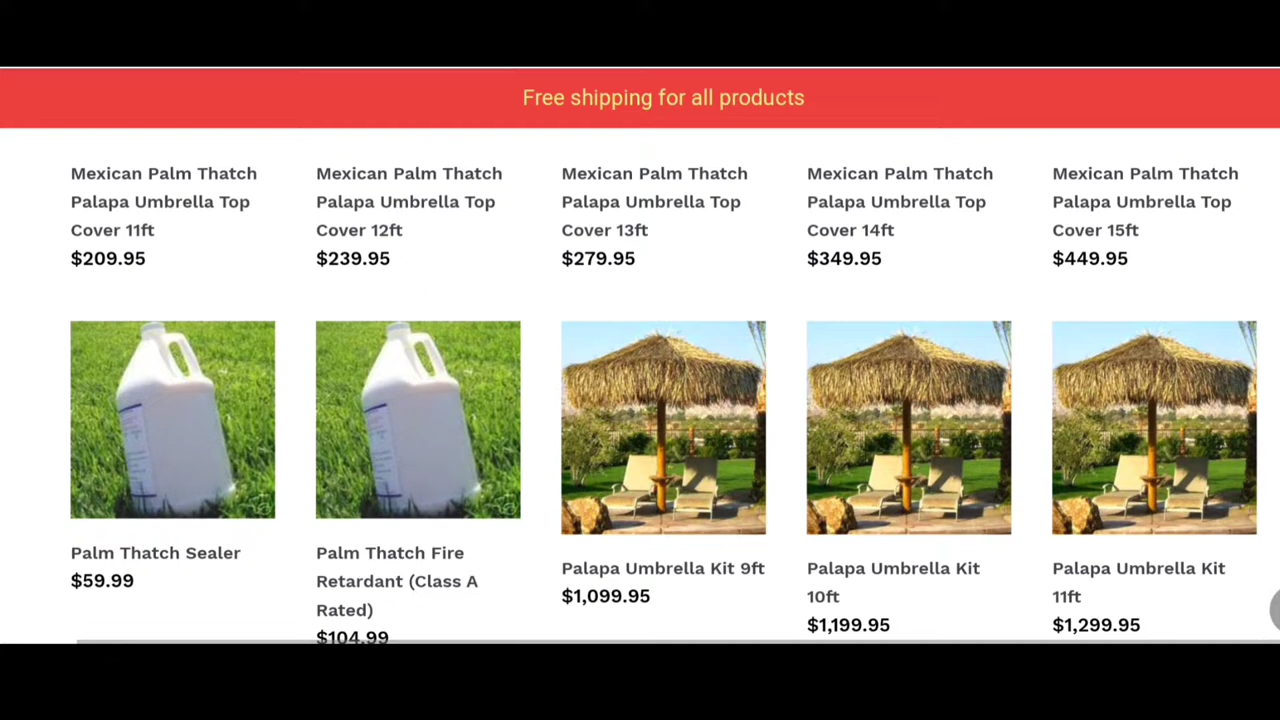 Free shipping for all products
Mexican Palm Thatch
Palapa Umbrella Top
Cover 11ft
$209.95
Mexican Palm Thatch
Palapa Umbrella Top
Cover 12ft
$239.95
Mexican Palm Thatch
Palapa Umbrella Top
Cover 13ft
$279.95
Mexican Palm Thatch
Palapa Umbrella Top
Cover 14ft
$349.95
Mexican Palm Thatch
Palapa Umbrella Top
Cover 15ft
$449.95
Palm Thatch Sealer
$59.99
Palm Thatch Fire
Retardant (Class A
Rated)
$104.99
Palapa Umbrella Kit 9ft
$1,099.95
Palapa Umbrella Kit
10ft
$1,199.95
Palapa Umbrella Kit
11ft
$1,299.95